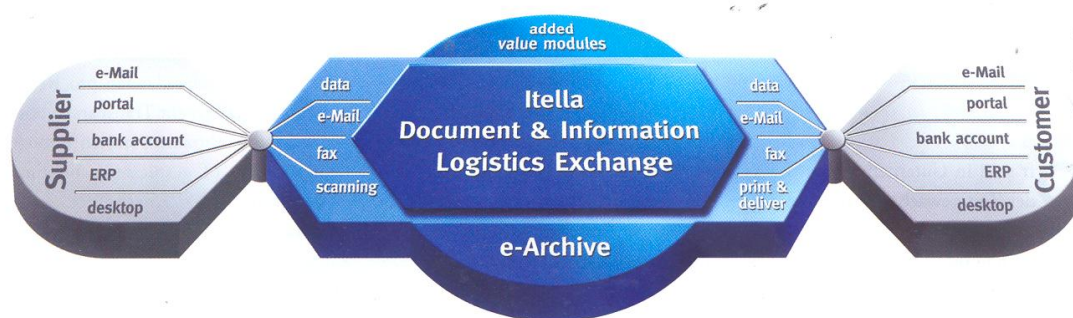 Supplier
e-Mail
portal
bank account
ERP
desktop
data
e-Mail
fax
scanning
added
value modules
Itella
Document & Information
Logistics Exchange
e-Archive
data
e-Mail
fax
print &
deliver
e-Mail
portal
bank account
ERP
desktop
Customer